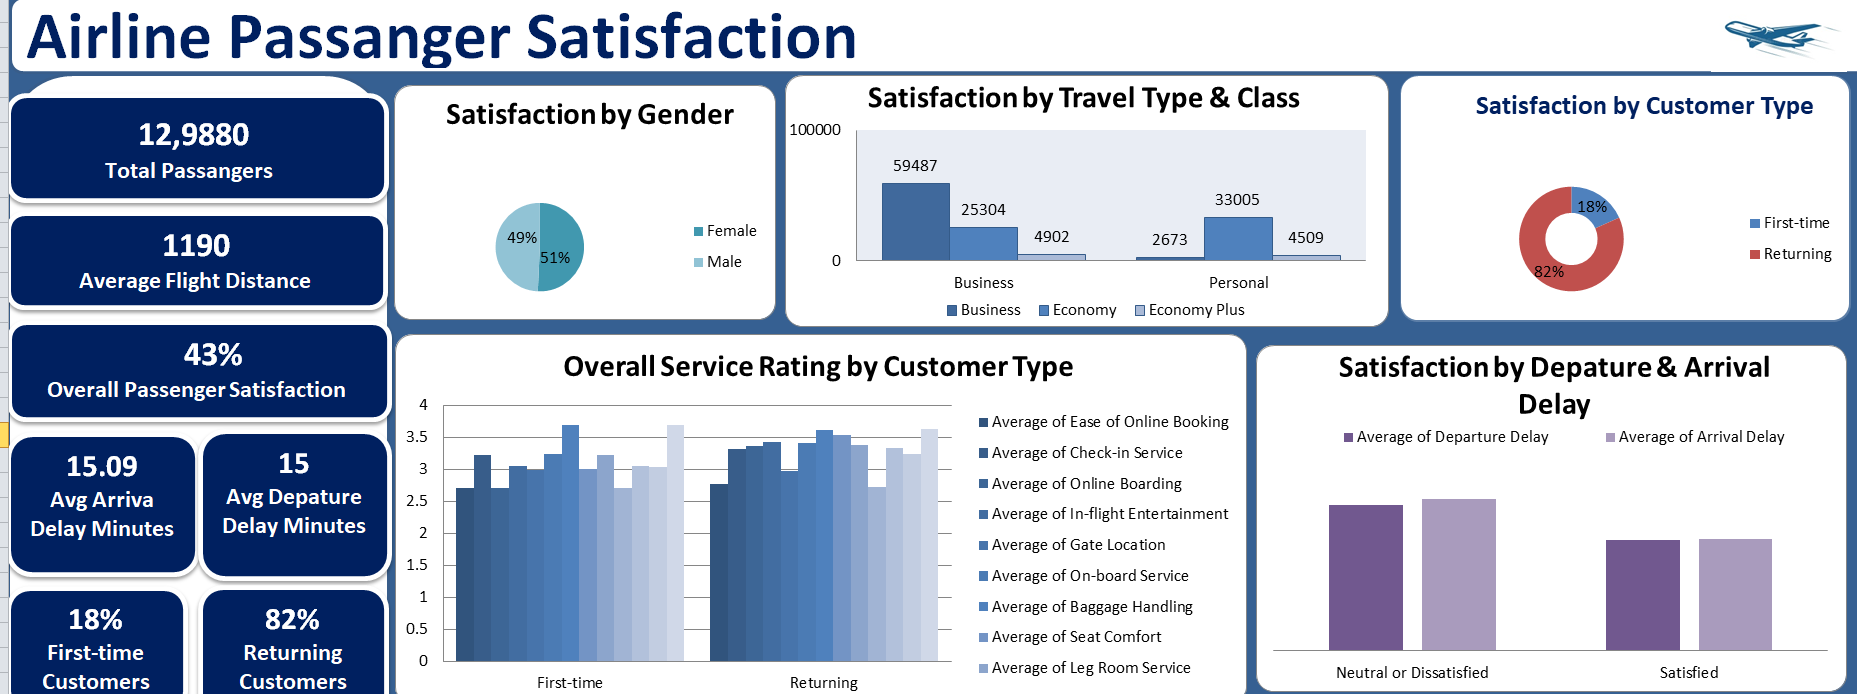 Airline Passanger Satisfaction
12,9880
Total Passangers
1190
Average Flight Distance
43%
Overall Passenger Satisfaction
15.09
Avg Arriva
Delay Minutes
15
Avg Depature
Delay Minutes
18%
First-time
Customers
82%
Returning
Customers
Satisfaction by Gender
49%
51%
Female
Male
Satisfaction by Travel Type & Class
100000
0
59487
25304
4902
2673
33005
4509
Business
Personal
Business
Economy
Economy Plus
Satisfaction by Customer Type
18%
82%
First-time
Returning
Overall Service Rating by Customer Type
4
3.5
3
2.5
2
1.5
1
0.5
0
First-time
Returning
Average of Ease of Online Booking
Average of Check-in Service
Average of Online Boarding
Average of In-flight Entertainment
Average of Gate Location
Average of On-board Service
Average of Baggage Handling
Average of Seat Comfort
Average of Leg Room Service
Satisfaction by Depature & Arrival
Delay
Average of Departure Delay
Average of Arrival Delay
Neutral or Dissatisfied
Satisfied